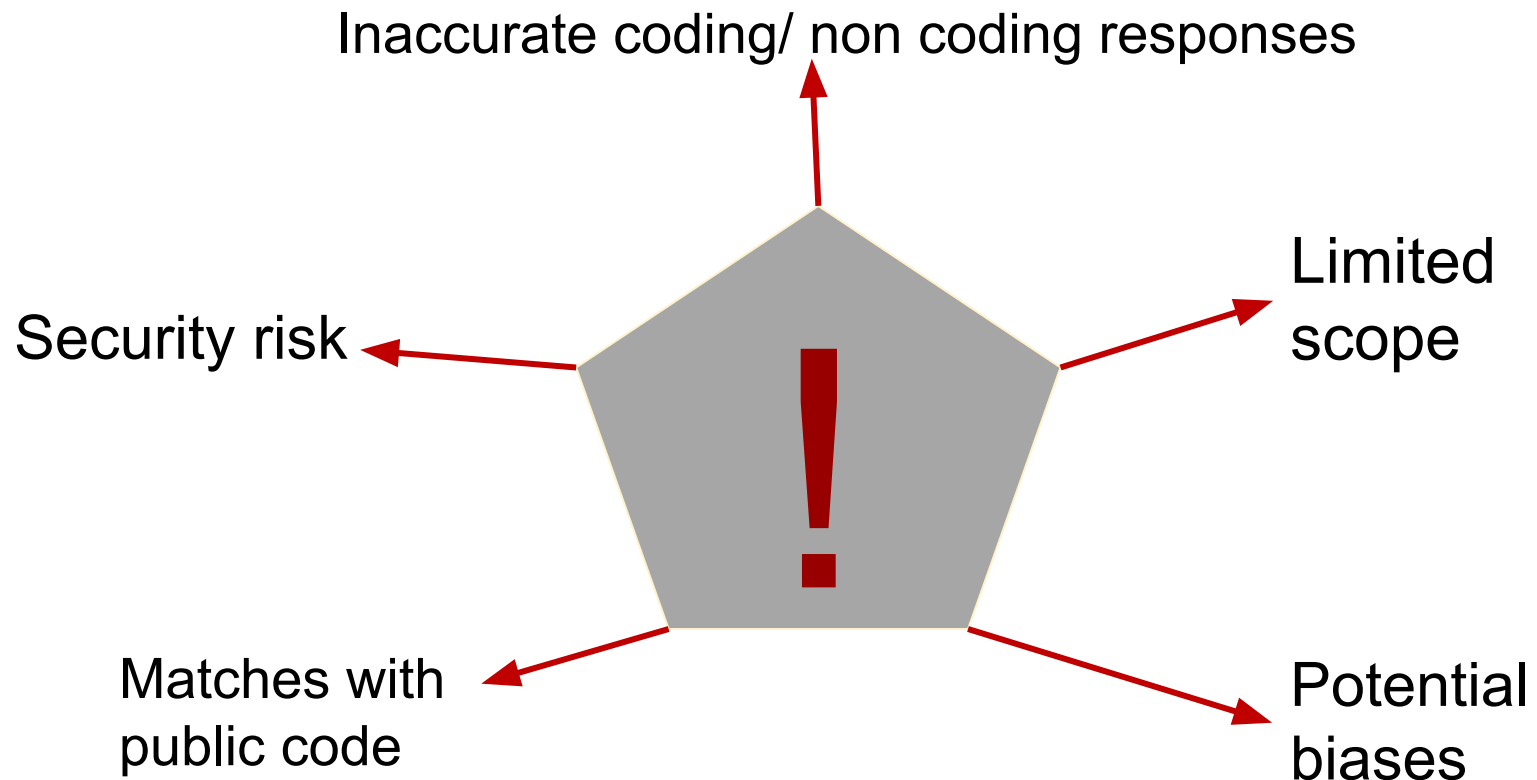 Inaccurate coding/ non coding responses
Limited
scope
Security risk
!
Matches with
public code
Potential
biases